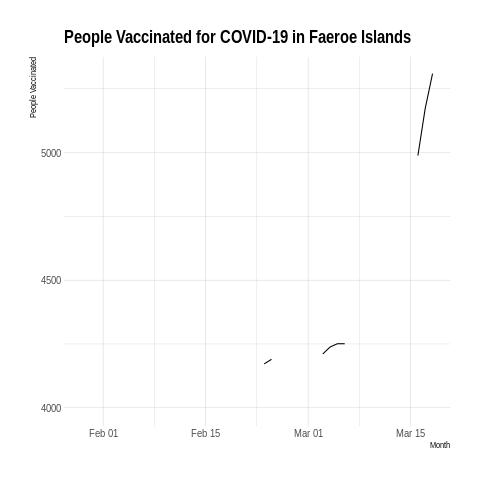 People Vaccinated for COVID-19 in Faeroe Islands
People Vaccinated
5000
4500
4000
Feb 01 Feb 15 Mar 01 Mar 15
Month